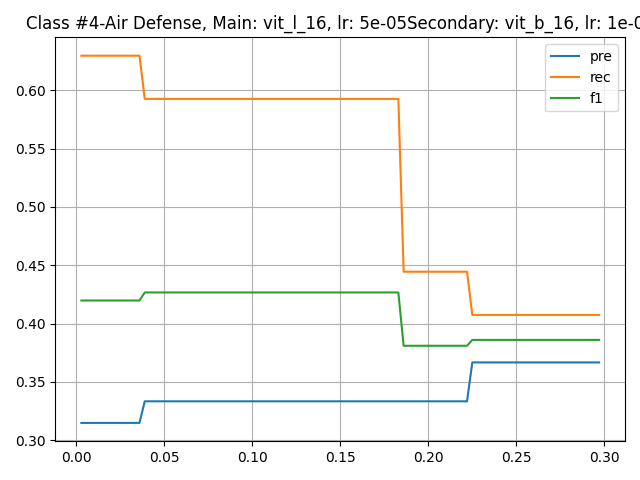 Class #4-Air Defense, Main: vit_l_16, lr: 5e-05Secondary: vit_b_16, lr: 1e-0
pre
rec
f1
0.60
0.55
0.50
0.45
0.40
0.35
0.30
0.00 0.05 0.10 0.15 0.20 0.25 0.30